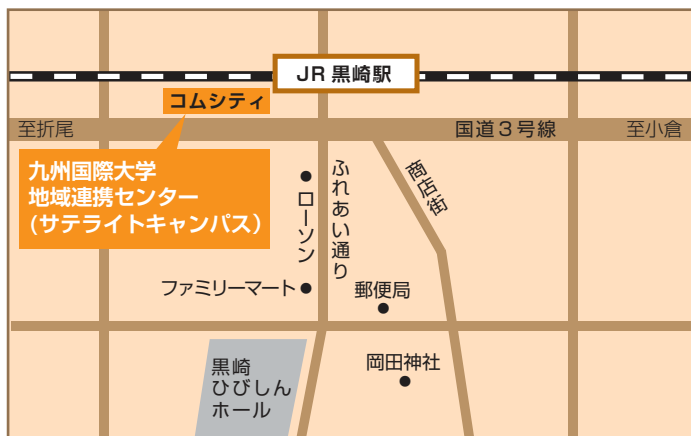 JR 黒崎駅
コムシティ
至折尾
国道3号線
至小倉
九州国際大学
地域連携センター
(サテライトキャンパス)
ローソン
ふれあい通り
商店街
ファミリーマート
郵便局
黒崎
ひびしん
ホール
岡田神社